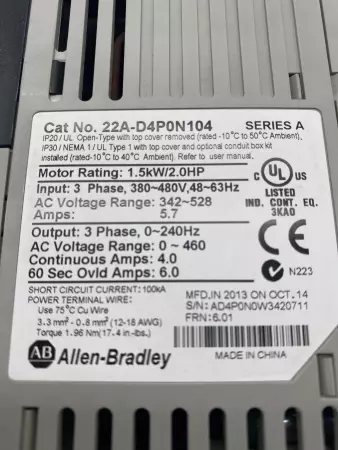 Cat No. 22A-D4P0N104 SERIES A
IP20 / UL Open-Type with top cover removed (rated -10°C to 50°C Ambient),
IP30 / NEMA 1 / UL Type 1 with top cover and optional conduit box kit
installed (rated -10°C to 40°C Ambient). Refer to user manual.
Motor Rating: 1.5kW/2.0HP
Input: 3 Phase, 380~480V,48~63Hz
AC Voltage Range: 342~528
Amps: 5.7
C UL US
LISTED
IND. CONT. EQ.
3KA0
Output: 3 Phase, 0~240Hz
AC Voltage Range: 0 ~ 460
Continuous Amps: 4.0
60 Sec Ovld Amps: 6.0
CE
N223
SHORT CIRCUIT CURRENT: 100kA
POWER TERMINAL WIRE:
Use 75°C Cu Wire
3.3 mm² - 0.8 mm² (12-18 AWG)
Torque 1.96 Nm (17.4 in.-lbs.)
MFD.IN 2013 ON OCT.14
S/N: AD4P0N0W3420711
FRN: 6.01
AB Allen-Bradley
MADE IN CHINA